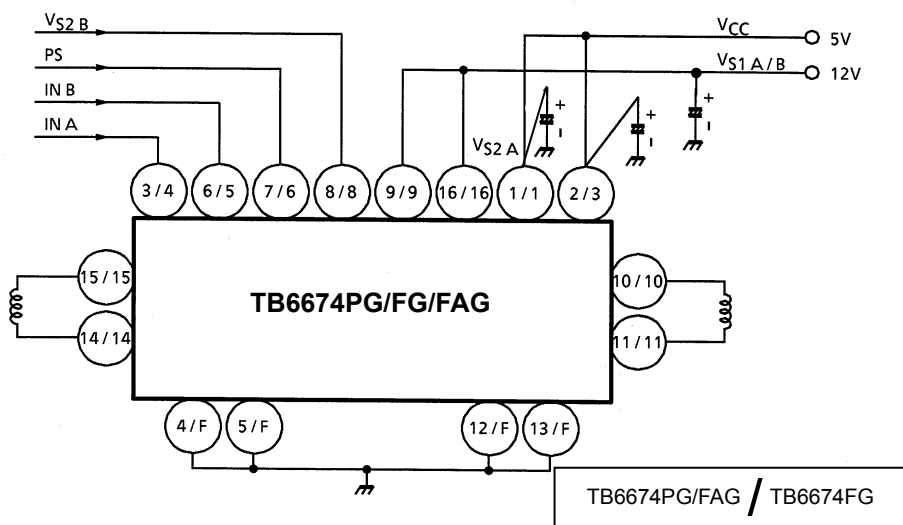 VS2 B
VCC
5V
PS
VS1 A/B
12V
IN B
IN A
VS2 A
+
-
+
-
+
-
3/4
6/5
7/6
8/8
9/9
16/16
1/1
2/3
15/15
10/10
TB6674PG/FG/FAG
14/14
11/11
4/F
5/F
12/F
13/F
TB6674PG/FAG / TB6674FG